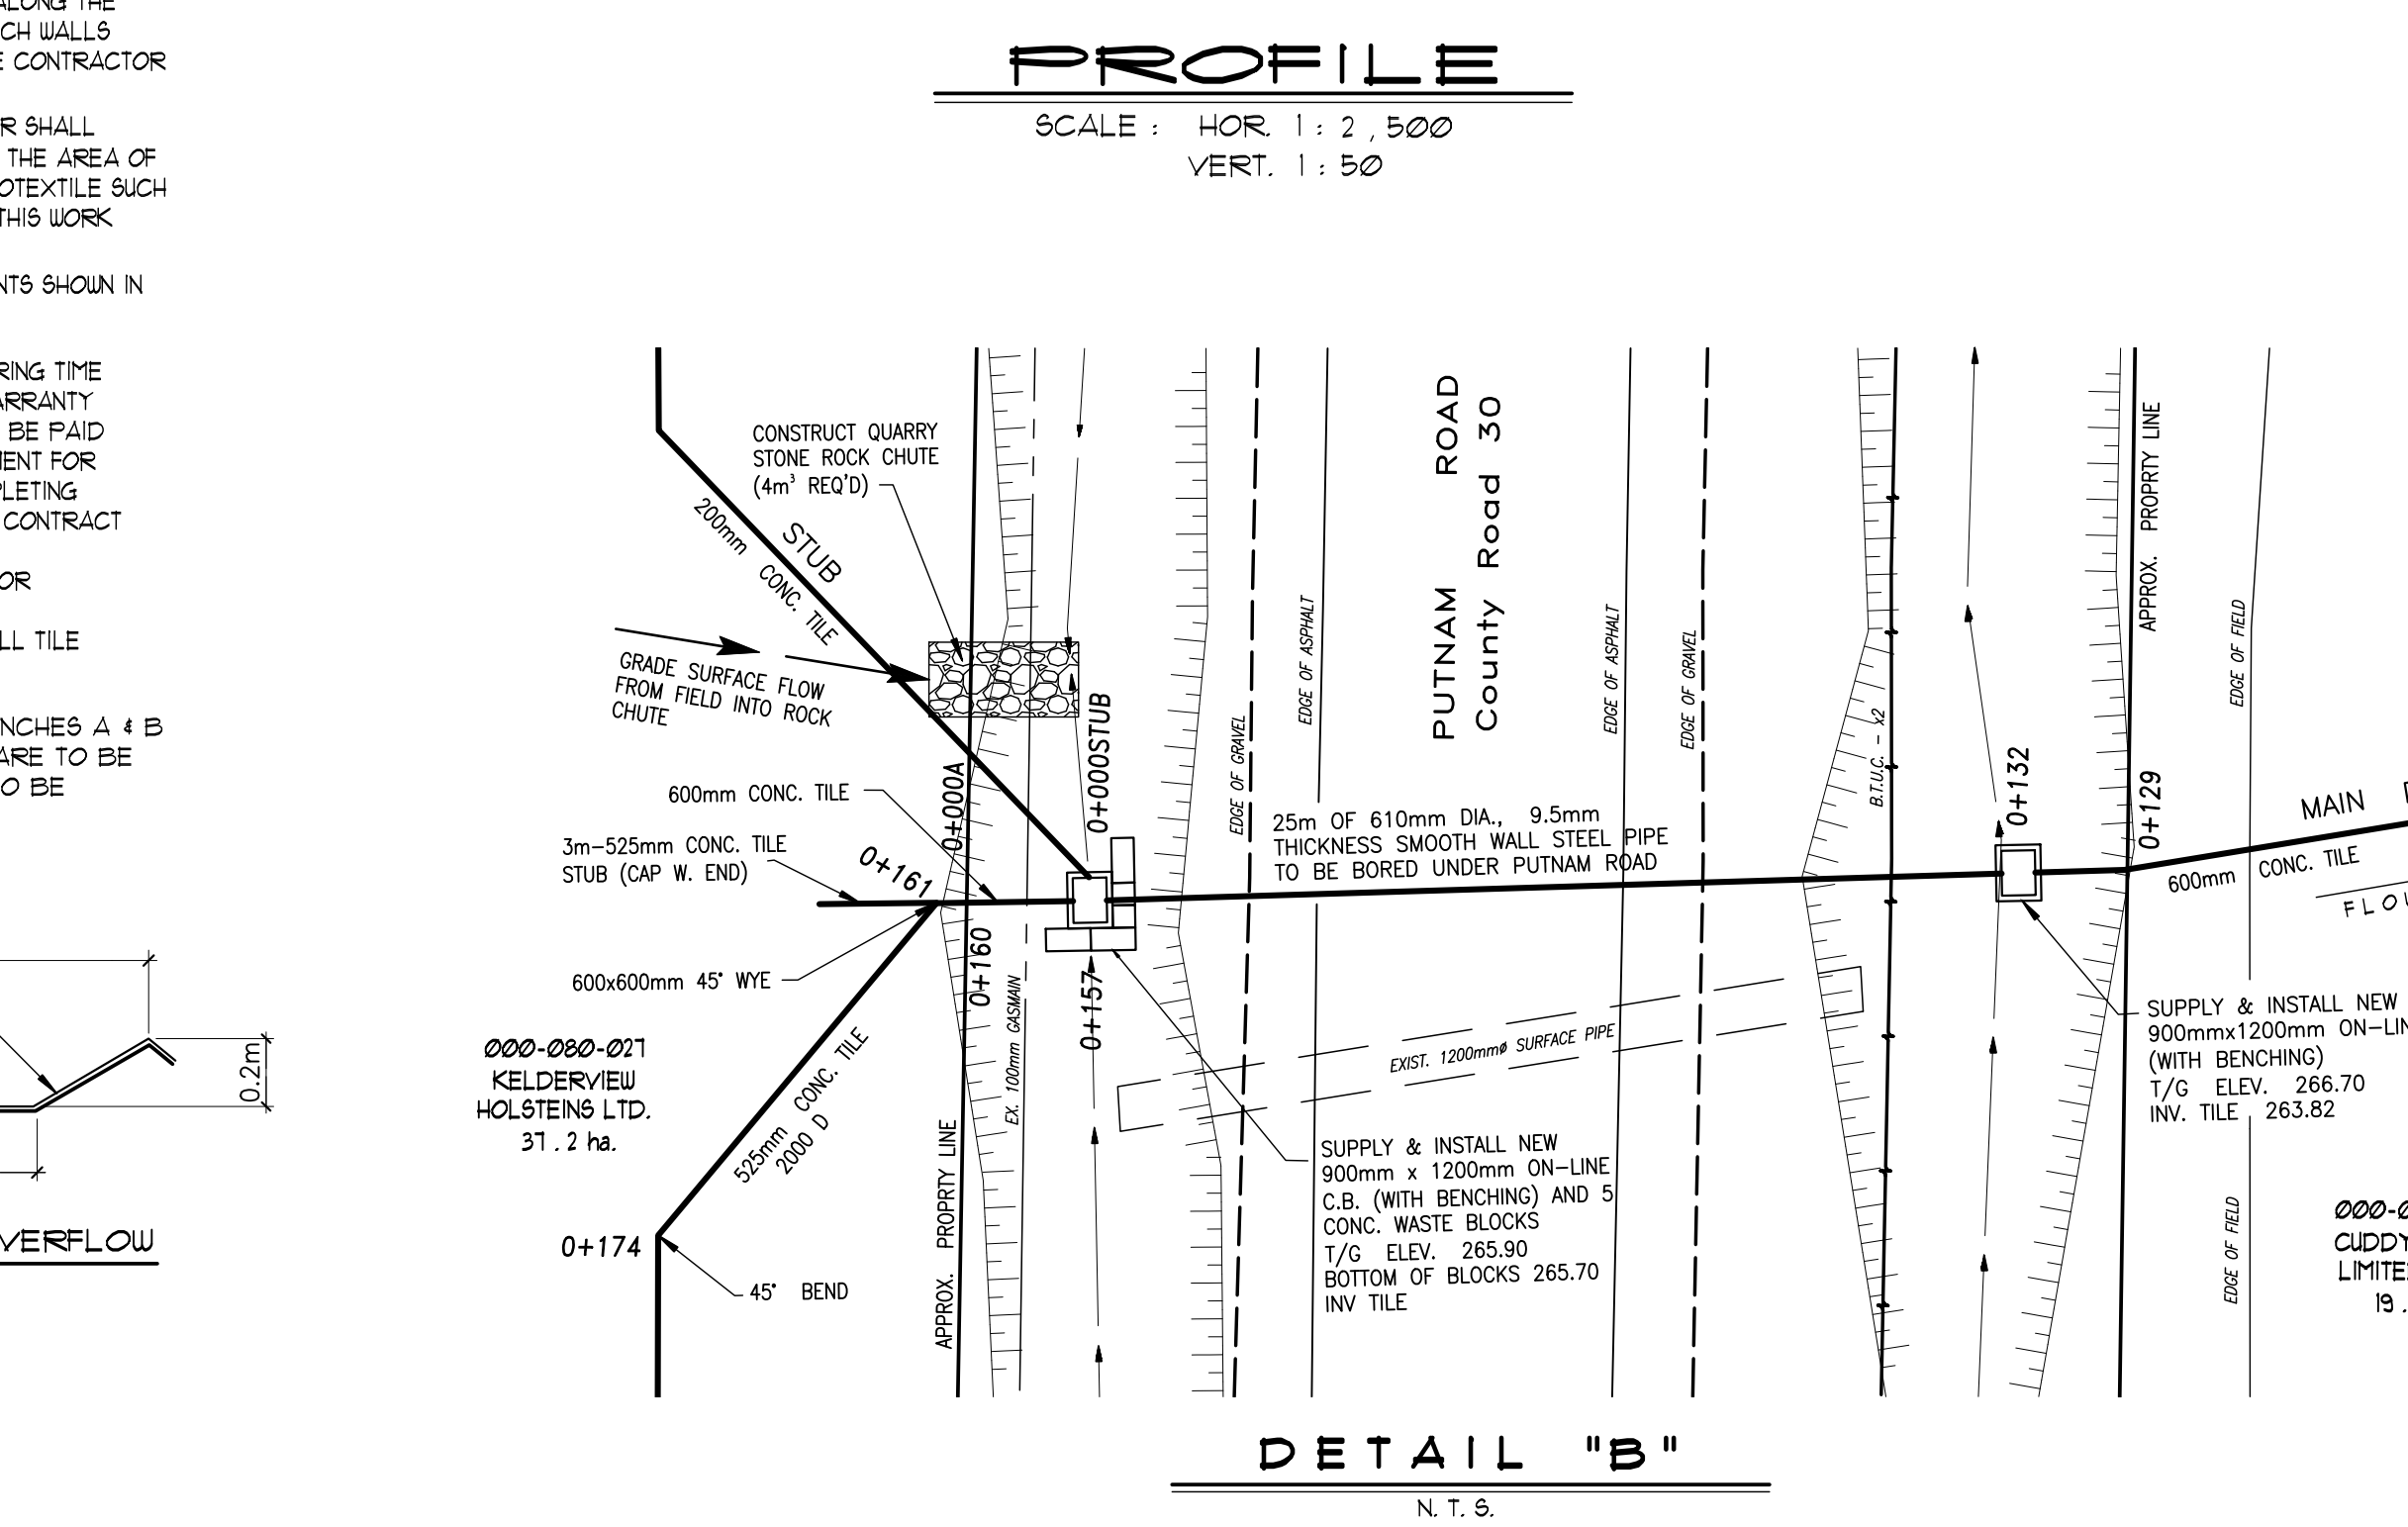 ALONG THE
CH WALLS
E CONTRACTOR
R SHALL
THE AREA OF
OTEXTILE SUCH
THIS WORK
NTS SHOWN IN
RING TIME
ARRANTY
BE PAID
MENT FOR
PLETING
CONTRACT
OR
LL TILE
NCHES A & B
ARE TO BE
O BE
0.2m
VERFLOW
PROFILE
SCALE : HOR. 1 : 2 , 500
VERT. 1 : 50
CONSTRUCT QUARRY
STONE ROCK CHUTE
(4m³ REQ'D)
200mm CONC. TILE
STUB
GRADE SURFACE FLOW
FROM FIELD INTO ROCK
CHUTE
600mm CONC. TILE
3m-525mm CONC. TILE
STUB (CAP W. END)
0+161
0+000A
0+000STUB
0+160
0+157
600x600mm 45° WYE
000-080-027
KELDERVIEW
HOLSTEINS LTD.
37 . 2 ha.
525mm CONC. TILE
2000 D
0+174
45° BEND
APPROX. PROPRTY LINE
EX. 100mm GASMAIN
EDGE OF GRAVEL
EDGE OF ASPHALT
PUTNAM ROAD
County Road 30
EDGE OF ASPHALT
EDGE OF GRAVEL
25m OF 610mm DIA., 9.5mm
THICKNESS SMOOTH WALL STEEL PIPE
TO BE BORED UNDER PUTNAM ROAD
EXIST. 1200mmø SURFACE PIPE
SUPPLY & INSTALL NEW
900mm x 1200mm ON-LINE
C.B. (WITH BENCHING) AND 5
CONC. WASTE BLOCKS
T/G ELEV. 265.90
BOTTOM OF BLOCKS 265.70
INV TILE
B.T.U.C. - x2
0+132
0+129
APPROX. PROPRTY LINE
EDGE OF FIELD
MAIN
600mm CONC. TILE
FLOW
SUPPLY & INSTALL NEW
900mmx1200mm ON-LIN
(WITH BENCHING)
T/G ELEV. 266.70
INV. TILE 263.82
EDGE OF FIELD
000-0
CUDDY
LIMITE
19 .
DETAIL "B"
N. T. S.